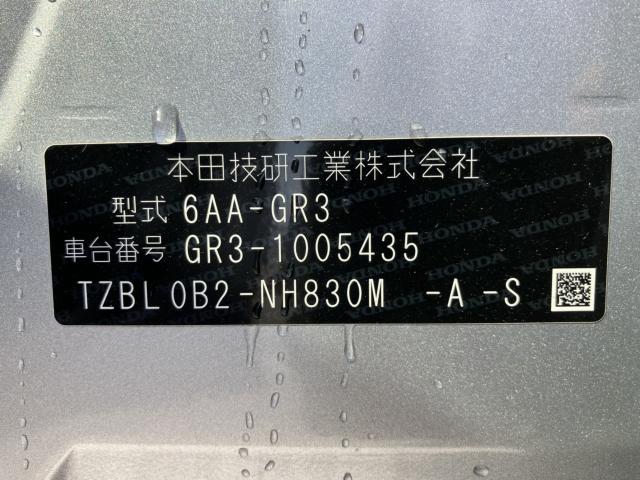 本田技研工業株式会社
型式 6AA-GR3
車台番号 GR3-1005435
TZBL0B2-NH830M -A -S